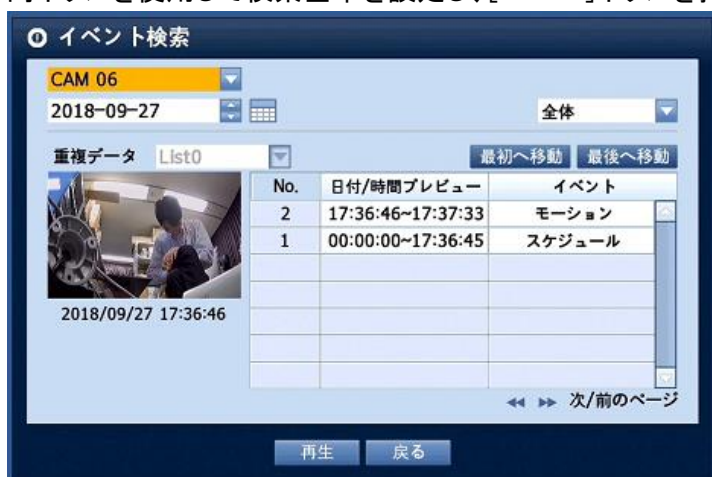 イベント検索
CAM 06
2018-09-27
全体
重複データ List0
最初へ移動 最後へ移動
No. 日付/時間プレビュー イベント
2 17:36:46~17:37:33 モーション
1 00:00:00~17:36:45 スケジュール
2018/09/27 17:36:46
次/前のページ
再生 戻る